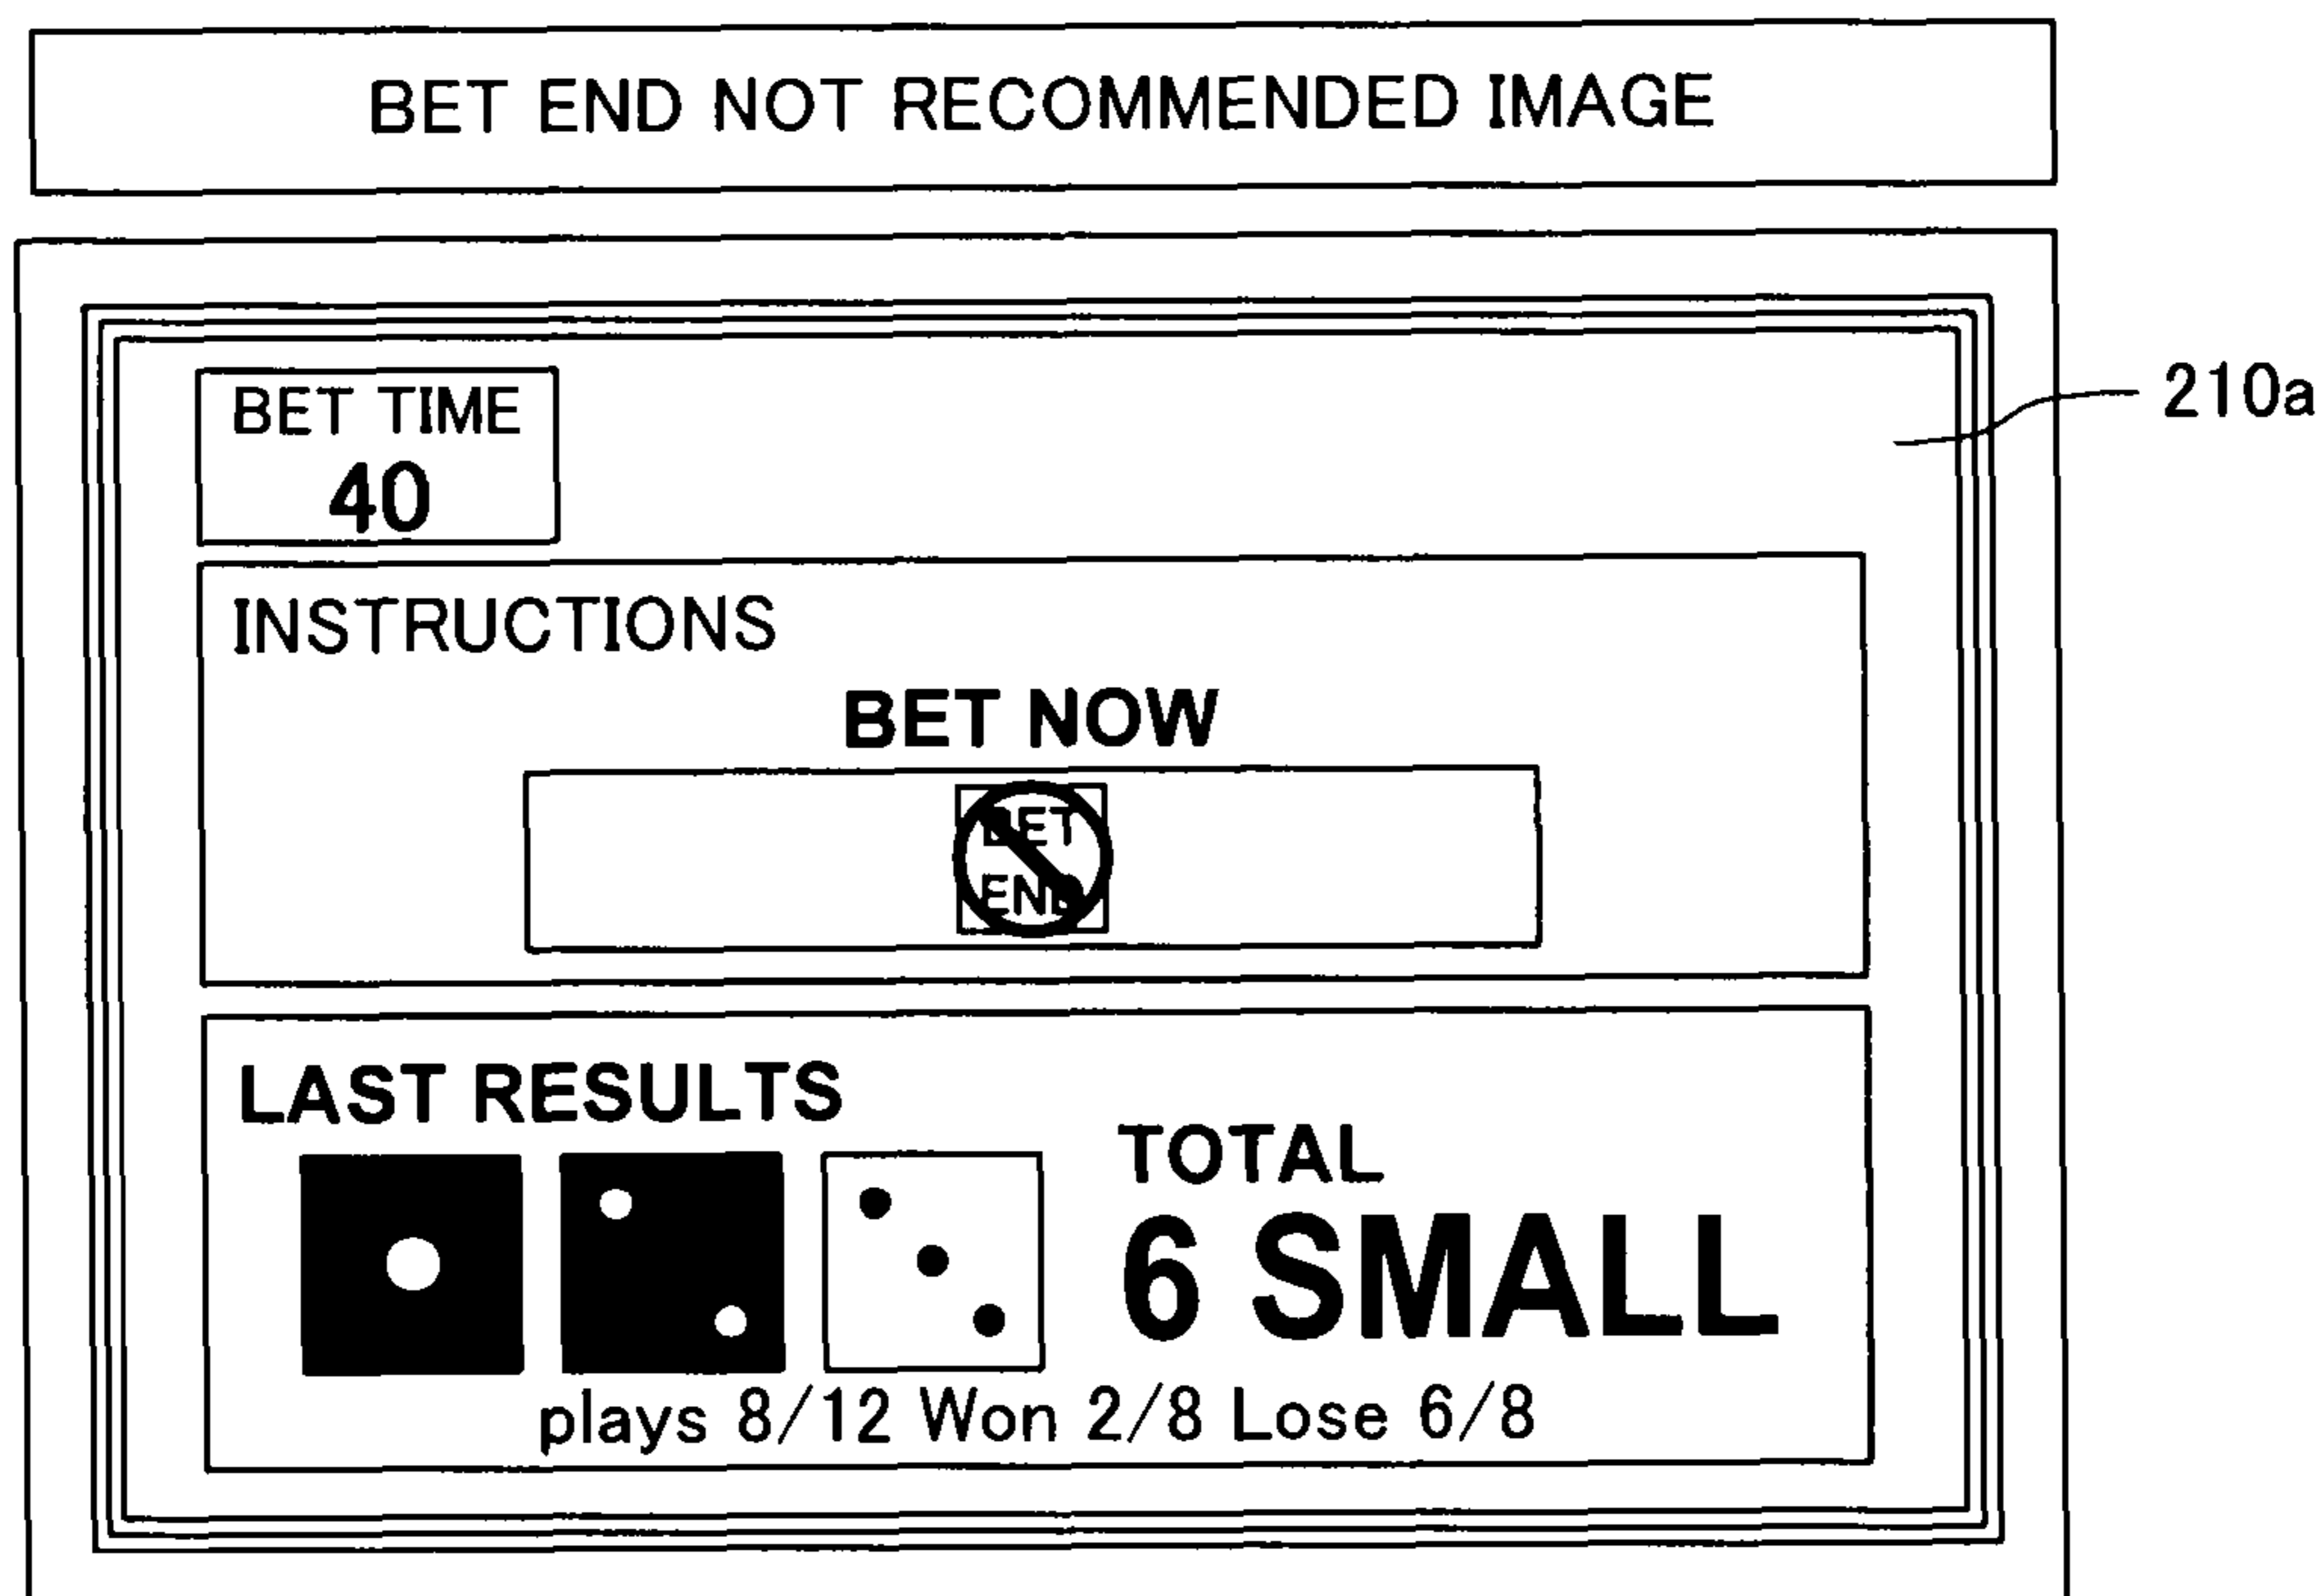 BET END NOT RECOMMENDED IMAGE
210a
BET TIME
40
INSTRUCTIONS
BET NOW
BET
END
LAST RESULTS
TOTAL
6 SMALL
plays 8/12 Won 2/8 Lose 6/8